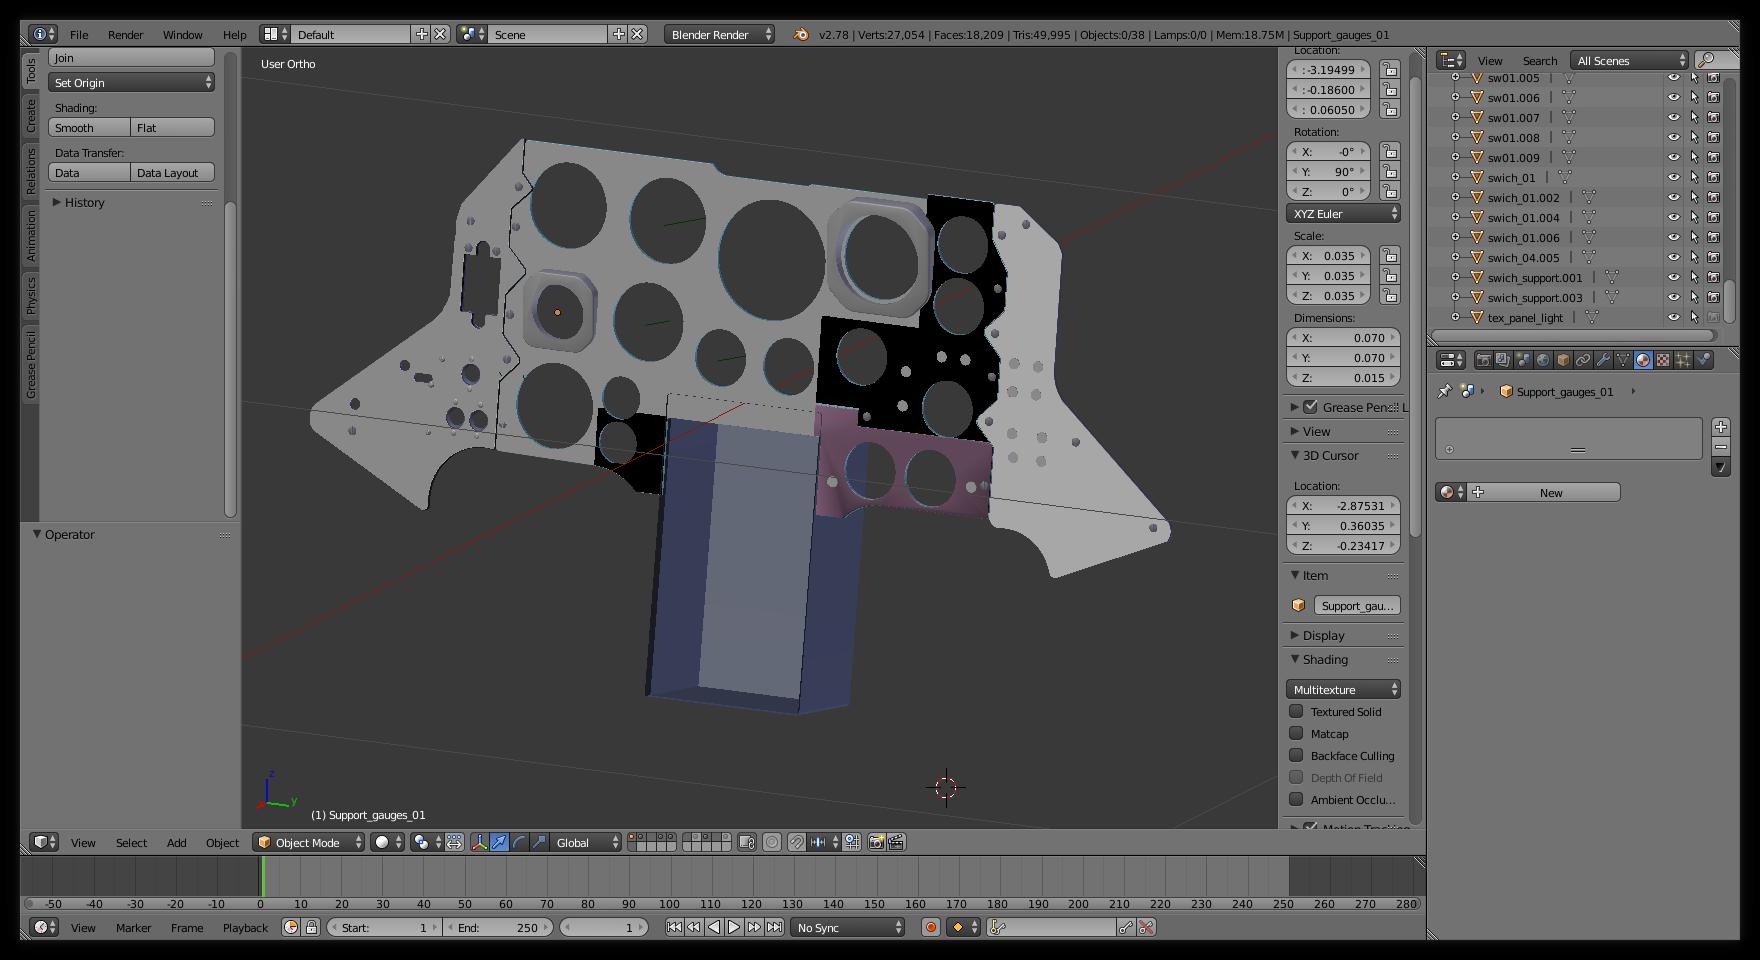 File Render Window Help Default Scene Blender Render v2.78 | Verts:27,054 | Faces:18,209 | Tris:49,995 | Objects:0/38 | Lamps:0/0 | Mem:18.75M | Support_gauges_01
Tools
Create
Relations
Animation
Physics
Grease Pencil
Join
Set Origin
Shading:
Smooth Flat
Data Transfer:
Data Data Layout
History
Operator
User Ortho
z
x y
(1) Support_gauges_01
Location:
:-3.19499
:-0.18600
: 0.06050
Rotation:
X: -0°
Y: 90°
Z: 0°
XYZ Euler
Scale:
X: 0.035
Y: 0.035
Z: 0.035
Dimensions:
X: 0.070
Y: 0.070
Z: 0.015
Grease Pencil L
View
3D Cursor
Location:
X: -2.87531
Y: 0.36035
Z: -0.23417
Item
Support_gau...
Display
Shading
Multitexture
Textured Solid
Matcap
Backface Culling
Depth Of Field
Ambient Occlu...
Motion Tracking
View Search All Scenes
sw01.005
sw01.006
sw01.007
sw01.008
sw01.009
swich_01
swich_01.002
swich_01.004
swich_01.006
swich_04.005
swich_support.001
swich_support.003
tex_panel_light
Support_gauges_01
New
View Select Add Object Object Mode Global
-50 -40 -30 -20 -10 0 10 20 30 40 50 60 70 80 90 100 110 120 130 140 150 160 170 180 190 200 210 220 230 240 250 260 270 280
View Marker Frame Playback Start: 1 End: 250 1 No Sync